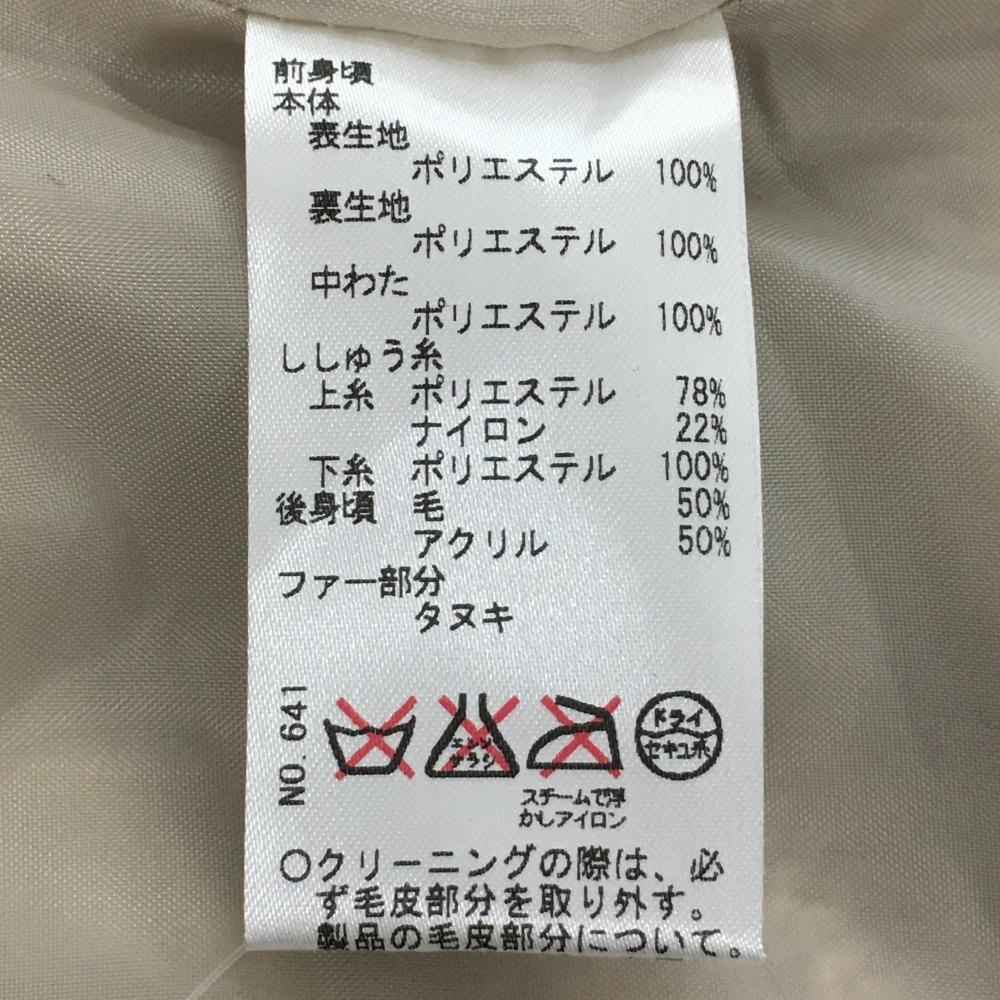 前身頃
本体
表生地
ポリエステル 100%
裏生地
ポリエステル 100%
中わた
ポリエステル 100%
ししゅう糸
上糸 ポリエステル 78%
ナイロン 22%
下糸 ポリエステル 100%
後身頃 毛 50%
アクリル 50%
ファー部分
タヌキ
NO. 641
エンソ
サラシ
ドライ
セキユ系
スチームで浮
かしアイロン
○クリーニングの際は、必
ず毛皮部分を取り外す。
製品の毛皮部分について。